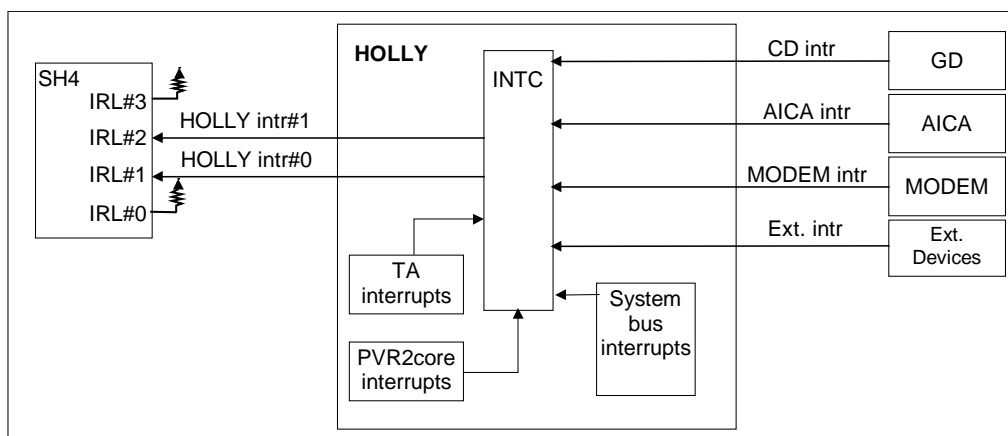 SH4
IRL#3
IRL#2
IRL#1
IRL#0
HOLLY intr#1
HOLLY intr#0
HOLLY
INTC
TA
interrupts
PVR2core
interrupts
System
bus
interrupts
CD intr
GD
AICA intr
AICA
MODEM intr
MODEM
Ext. intr
Ext.
Devices